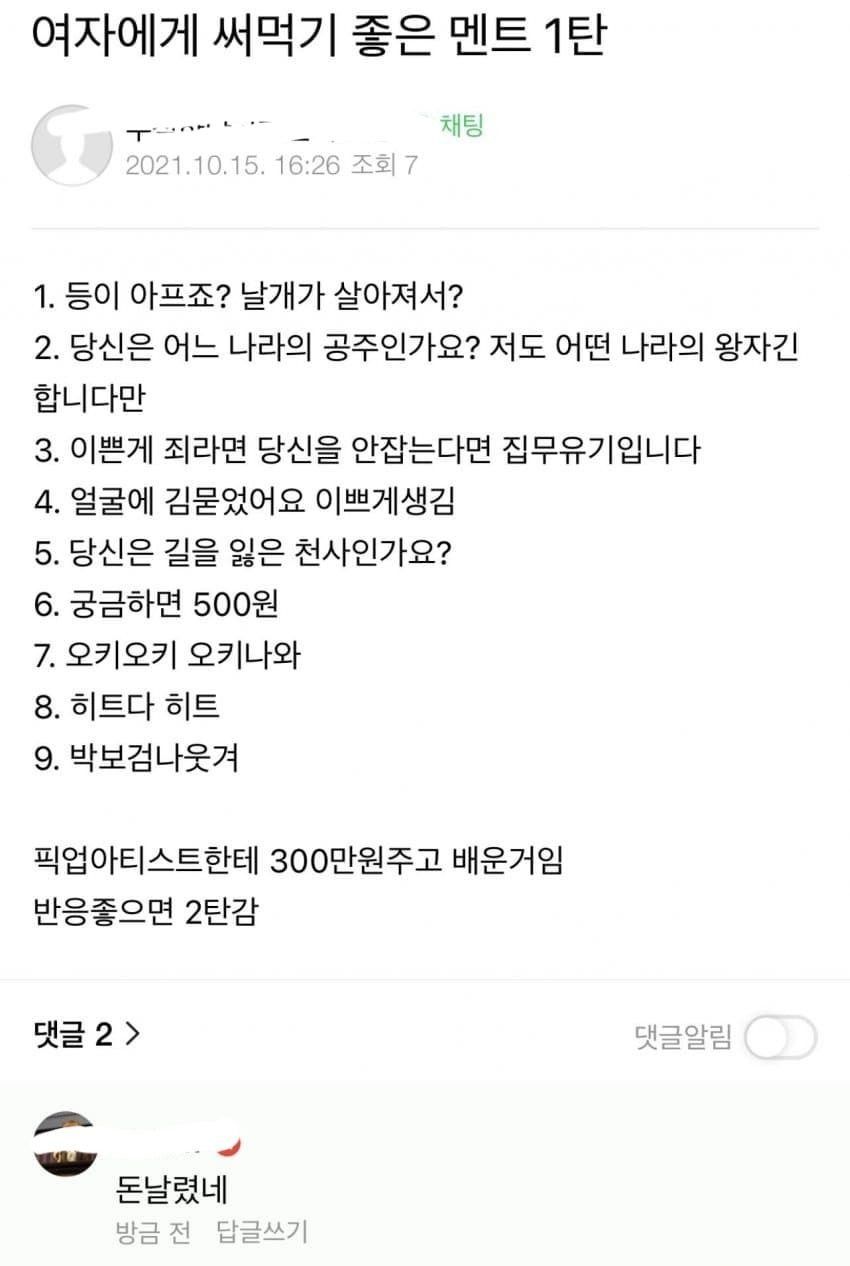 여자에게 써먹기 좋은 멘트 1탄
채팅
2021.10.15. 16:26 조회 7
1. 등이 아프죠? 날개가 살아져서?
2. 당신은 어느 나라의 공주인가요? 저도 어떤 나라의 왕자긴
합니다만
3. 이쁜게 죄라면 당신을 안잡는다면 집무유기입니다
4. 얼굴에 김묻었어요 이쁘게생김
5. 당신은 길을 잃은 천사인가요?
6. 궁금하면 500원
7. 오키오키 오키나와
8. 히트다 히트
9. 박보검나웃겨
픽업아티스트한테 300만원주고 배운거임
반응좋으면 2탄감
댓글 2 >
댓글알림
돈날렸네
방금 전 답글쓰기